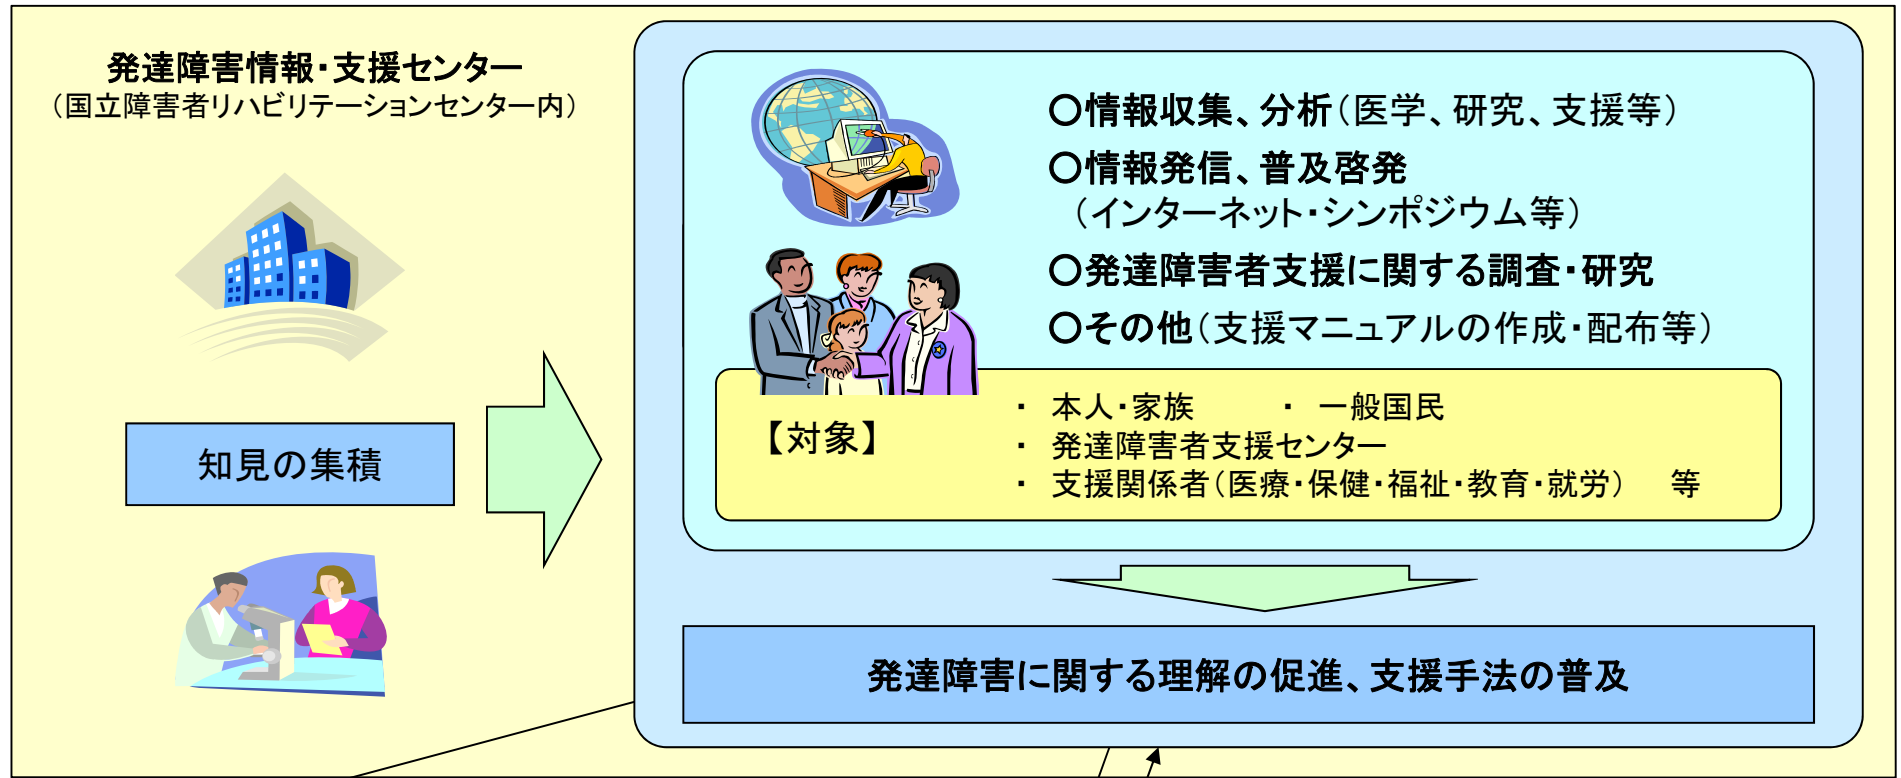 発達障害情報・支援センター
（国立障害者リハビリテーションセンター内）
知見の集積
○情報収集、分析（医学、研究、支援等）
○情報発信、普及啓発
（インターネット・シンポジウム等）
○発達障害者支援に関する調査・研究
○その他（支援マニュアルの作成・配布等）
【対象】
・ 本人・家族 ・ 一般国民
・ 発達障害者支援センター
・ 支援関係者（医療・保健・福祉・教育・就労） 等
発達障害に関する理解の促進、支援手法の普及